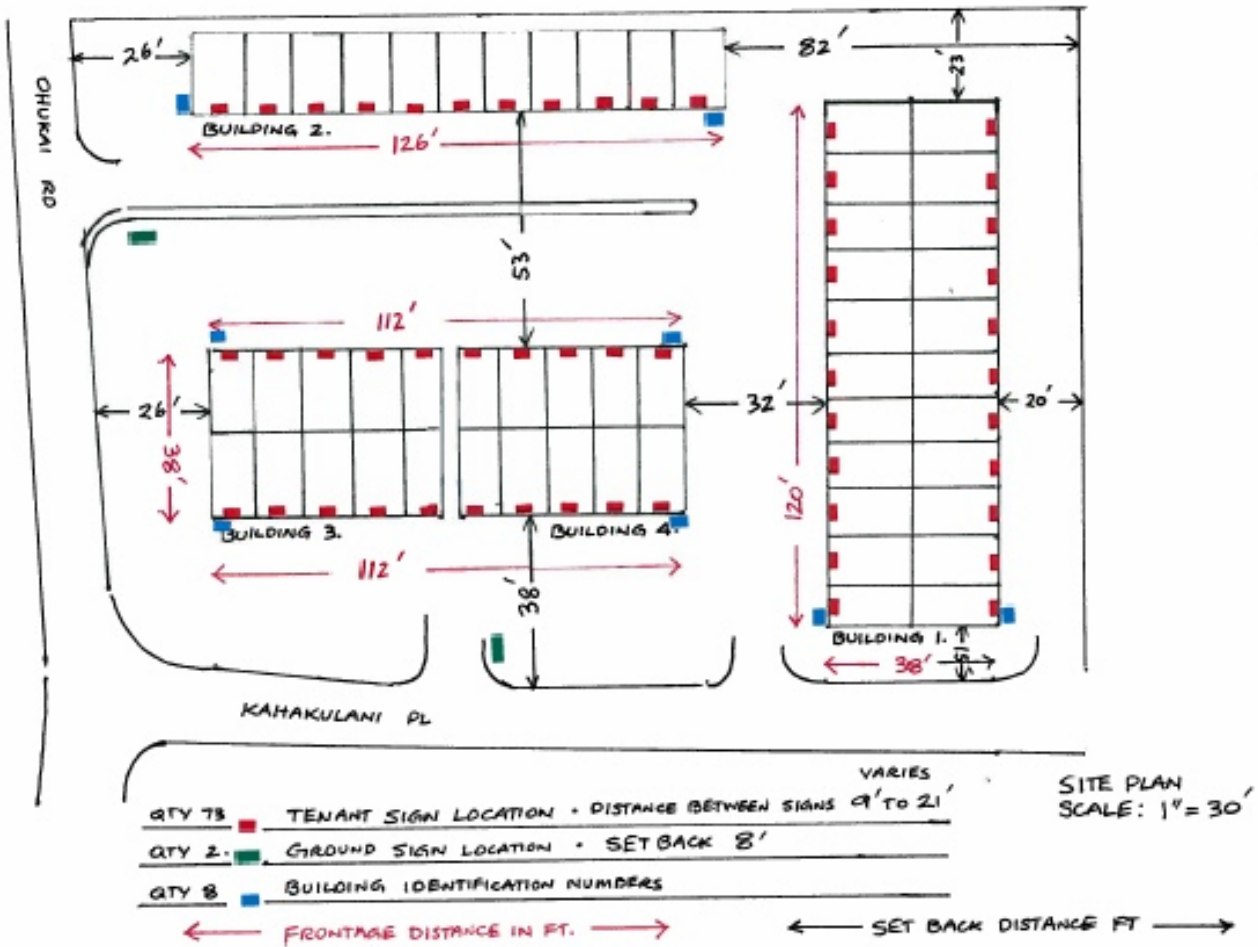 26'
82'
23'
OHUKAI RD
BUILDING 2.
126'
53'
112'
26'
38'
32'
20'
120'
BUILDING 3.
BUILDING 4.
112'
38'
BUILDING 1.
38'
15'
KAHAKULANI PL
VARIES
QTY 73 TENANT SIGN LOCATION - DISTANCE BETWEEN SIGNS 9' TO 21'
QTY 2. GROUND SIGN LOCATION - SET BACK 8'
QTY 8 BUILDING IDENTIFICATION NUMBERS
FRONTAGE DISTANCE IN FT.
SET BACK DISTANCE FT
SITE PLAN
SCALE: 1" = 30'